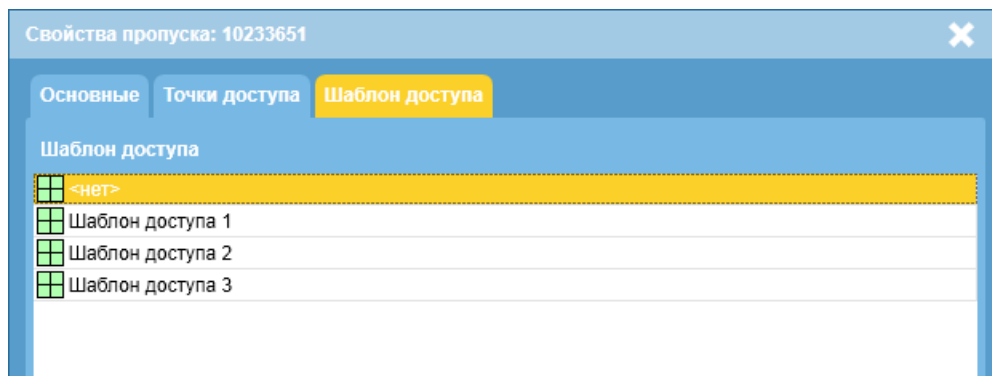 Свойства пропуска: 10233651
Основные Точки доступа Шаблон доступа
Шаблон доступа
<нет>
Шаблон доступа 1
Шаблон доступа 2
Шаблон доступа 3